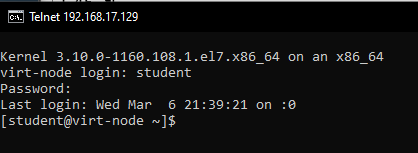 Telnet 192.168.17.129
Kernel 3.10.0-1160.108.1.el7.x86_64 on an x86_64
virt-node login: student
Password:
Last login: Wed Mar  6 21:39:21 on :0
[student@virt-node ~]$